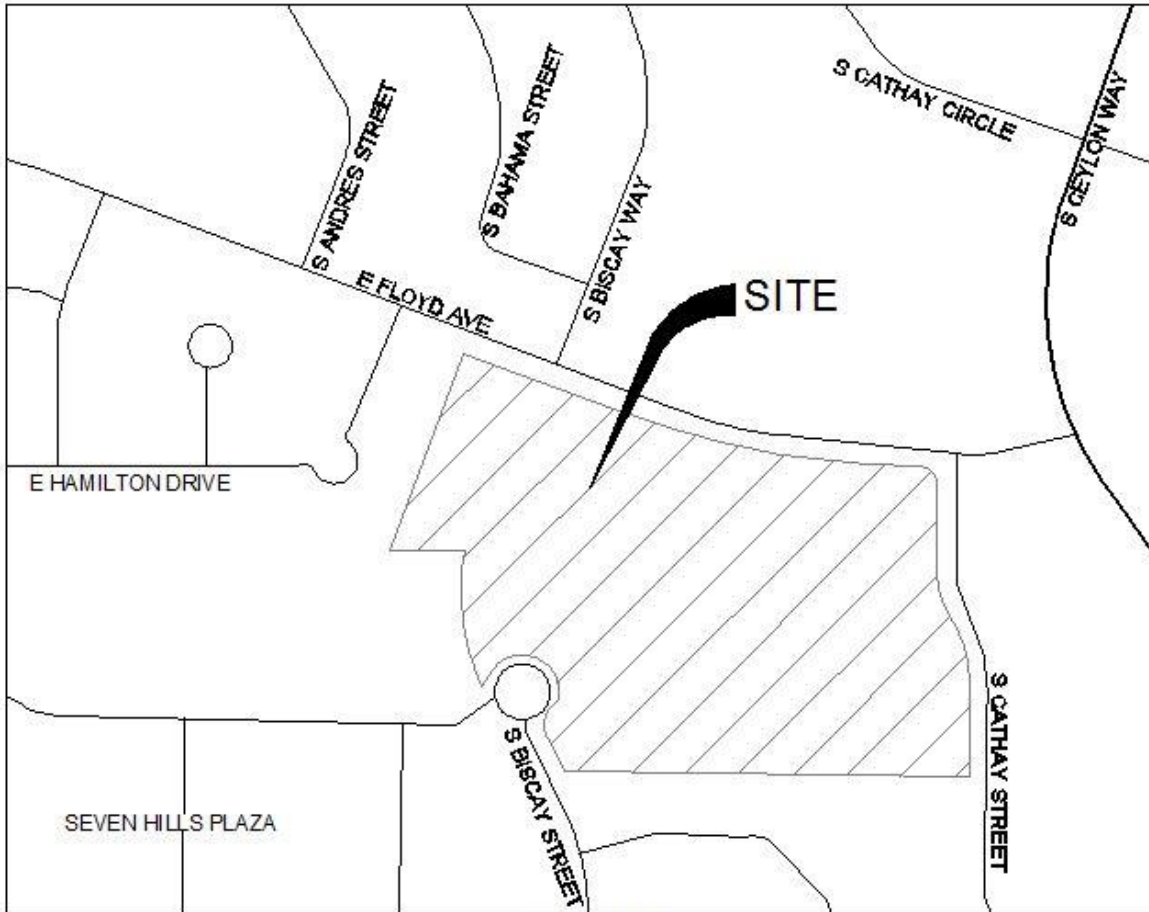 S ANDRES STREET
S BAHAMA STREET
S BISCAY WAY
S CATHAY CIRCLE
S CEYLON WAY
E FLOYD AVE
SITE
E HAMILTON DRIVE
S BISCAY STREET
S CATHAY STREET
SEVEN HILLS PLAZA